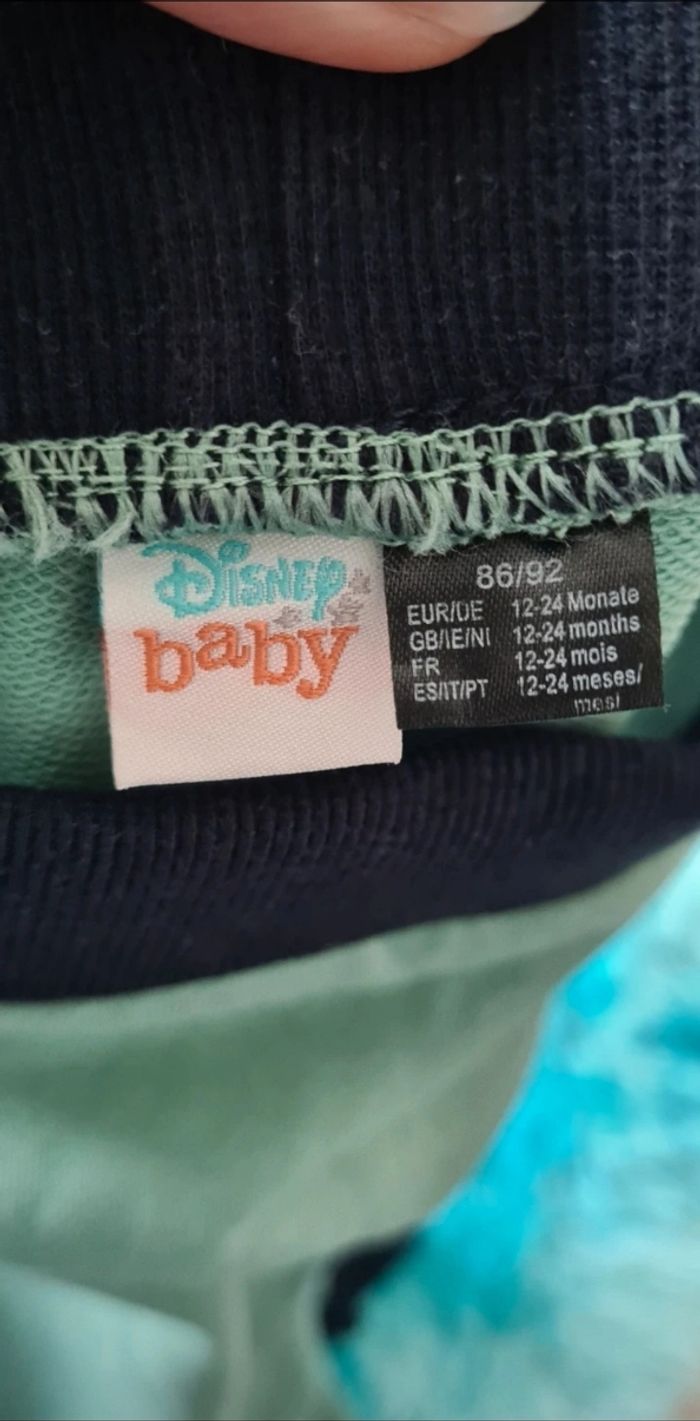 Disney
baby
86/92
EUR/DE 12-24 Monate
GB/IE/NI 12-24 months
FR 12-24 mois
ES/IT/PT 12-24 meses/
mesi